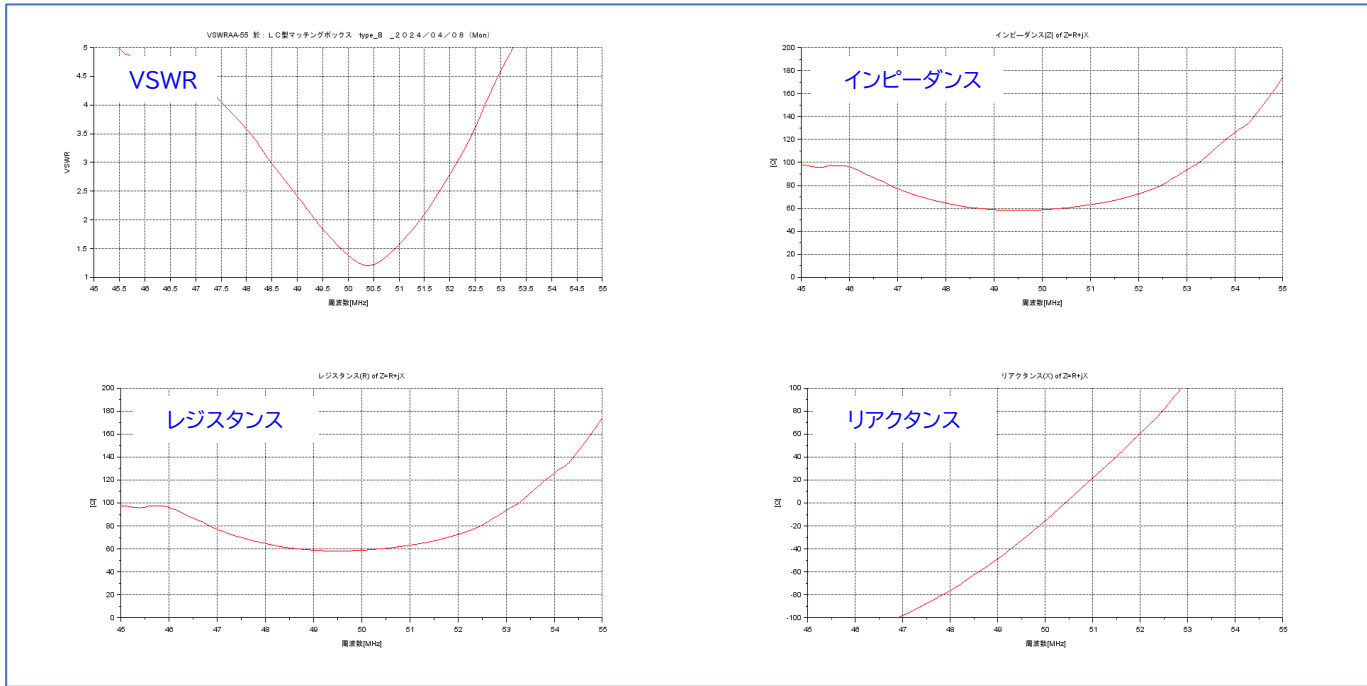 VSWRAA-55 於：ＬＣ型マッチングボックス type_B _２０２４／０４／０８（Mon）
VSWR
5
4.5
4
3.5
3
2.5
2
1.5
1
VSWR
45 45.5 46 46.5 47 47.5 48 48.5 49 49.5 50 50.5 51 51.5 52 52.5 53 53.5 54 54.5 55
周波数[MHz]
インピーダンス|Z| of Z=R+jX
インピーダンス
200
180
160
140
120
100
80
60
40
20
0
[Ω]
45 46 47 48 49 50 51 52 53 54 55
周波数[MHz]
レジスタンス(R) of Z=R+jX
レジスタンス
200
180
160
140
120
100
80
60
40
20
0
[Ω]
45 46 47 48 49 50 51 52 53 54 55
周波数[MHz]
リアクタンス(X) of Z=R+jX
リアクタンス
100
80
60
40
20
0
-20
-40
-60
-80
-100
[Ω]
45 46 47 48 49 50 51 52 53 54 55
周波数[MHz]